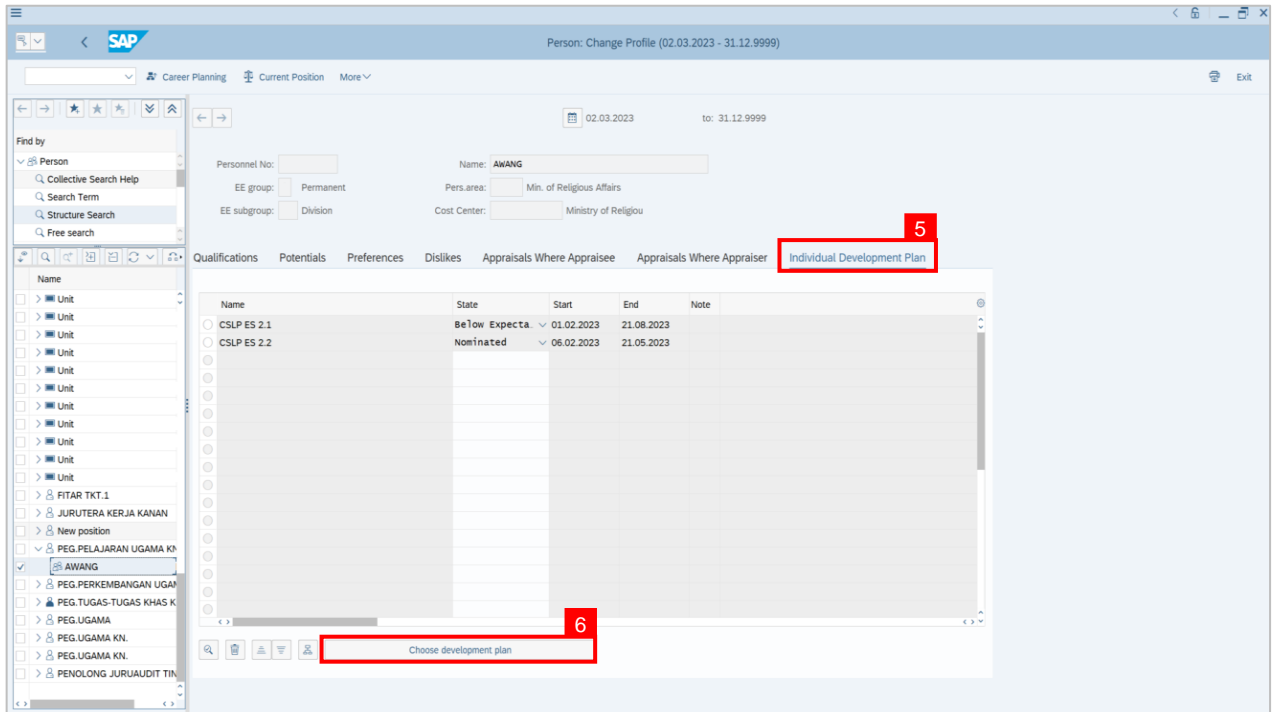 SAP
Person: Change Profile (02.03.2023 - 31.12.9999)
Career Planning
Current Position
More
Exit
Find by
Person
Collective Search Help
Search Term
Structure Search
Free search
Name
Unit
Unit
Unit
Unit
Unit
Unit
Unit
Unit
Unit
Unit
Unit
FITAR TKT.1
JURUTERA KERJA KANAN
New position
PEG.PELAJARAN UGAMA KN
AWANG
PEG.PERKEMBANGAN UGAM
PEG.TUGAS-TUGAS KHAS K
PEG.UGAMA
PEG.UGAMA KN.
PEG.UGAMA KN.
PENOLONG JURUAUDIT TIN
02.03.2023 to: 31.12.9999
Personnel No: Name: AWANG
EE group: Permanent Pers.area: Min. of Religious Affairs
EE subgroup: Division Cost Center: Ministry of Religiou
5
Qualifications Potentials Preferences Dislikes Appraisals Where Appraisee Appraisals Where Appraiser Individual Development Plan
Name State Start End Note
CSLP ES 2.1 Below Expecta. 01.02.2023 21.08.2023
CSLP ES 2.2 Nominated 06.02.2023 21.05.2023
6
Choose development plan